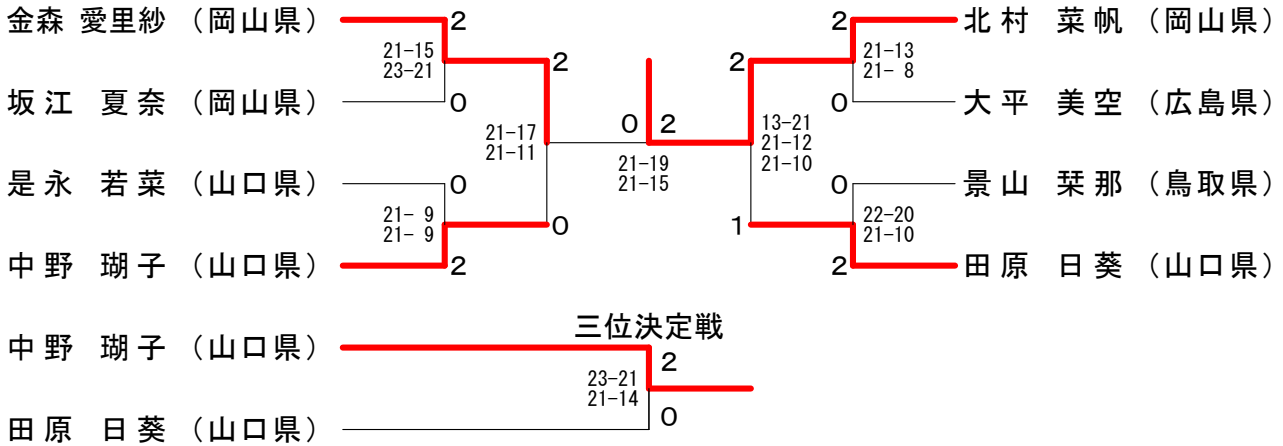 金森 愛里紗 （岡山県） 2 2 北村 菜帆 （岡山県）
21-15 2 2 21-13
23-21 21- 8
坂江 夏奈 （岡山県） 0 0 大平 美空 （広島県）
21-17 0 2 13-21
21-11 21-19 21-12
21-15 21-10
是永 若菜 （山口県） 0 0 景山 栞那 （鳥取県）
21- 9 0 1 22-20
21- 9 21-10
中野 瑚子 （山口県） 2 2 田原 日葵 （山口県）
三位決定戦
中野 瑚子 （山口県） 2
23-21
21-14
田原 日葵 （山口県） 0